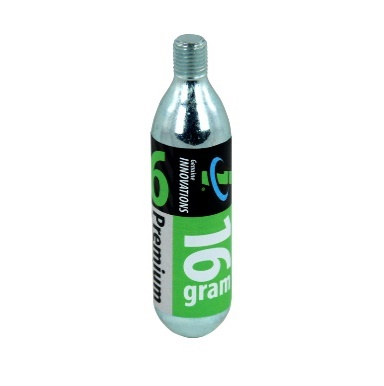 Genuine
INNOVATIONS
®
16
gram
Premium